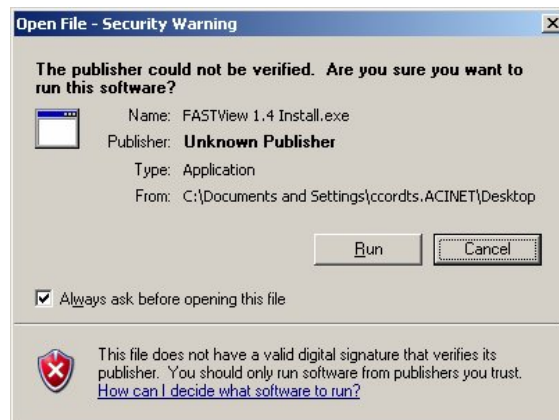 Open File - Security Warning
The publisher could not be verified. Are you sure you want to
run this software?
Name: FASTView 1.4 Install.exe
Publisher: Unknown Publisher
Type: Application
From: C:\Documents and Settings\ccordts.ACINET\Desktop
Run Cancel
Always ask before opening this file
This file does not have a valid digital signature that verifies its
publisher. You should only run software from publishers you trust.
How can I decide what software to run?